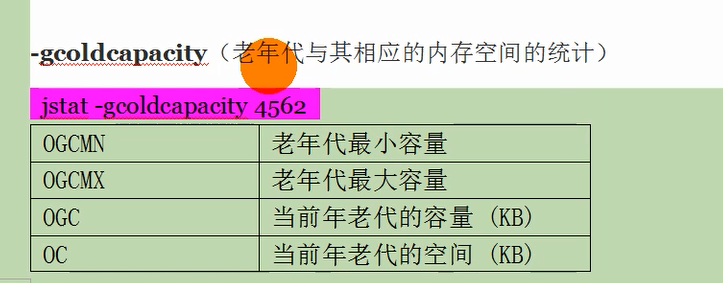 -gcoldcapacity（老年代与其相应的内存空间的统计）
jstat -gcoldcapacity 4562
OGCMN 老年代最小容量
OGCMX 老年代最大容量
OGC 当前年老代的容量 (KB)
OC 当前年老代的空间 (KB)